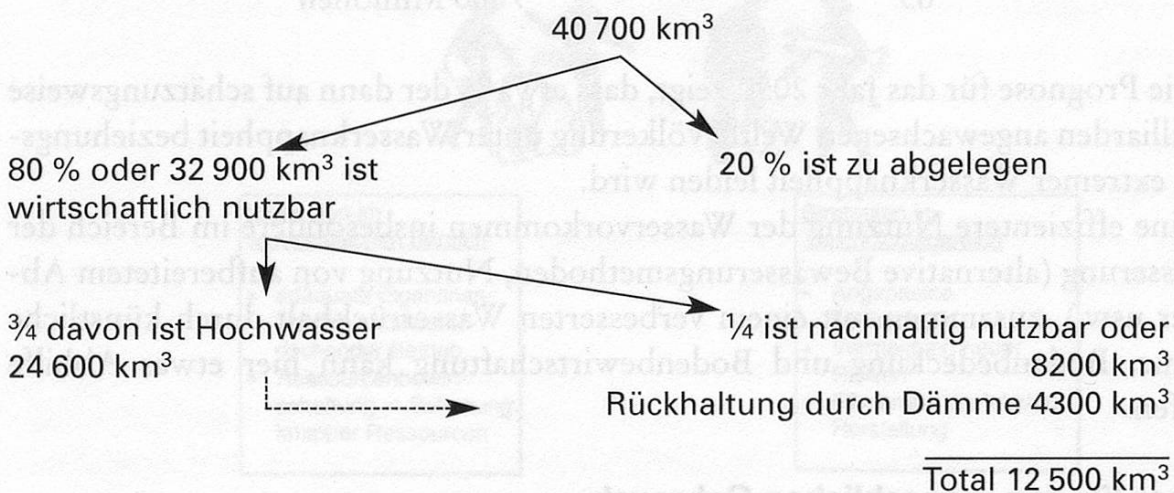 40 700 km³
80 % oder 32 900 km³ ist
wirtschaftlich nutzbar
20 % ist zu abgelegen
¾ davon ist Hochwasser
24 600 km³
¼ ist nachhaltig nutzbar oder
8200 km³
Rückhaltung durch Dämme 4300 km³
Total 12 500 km³